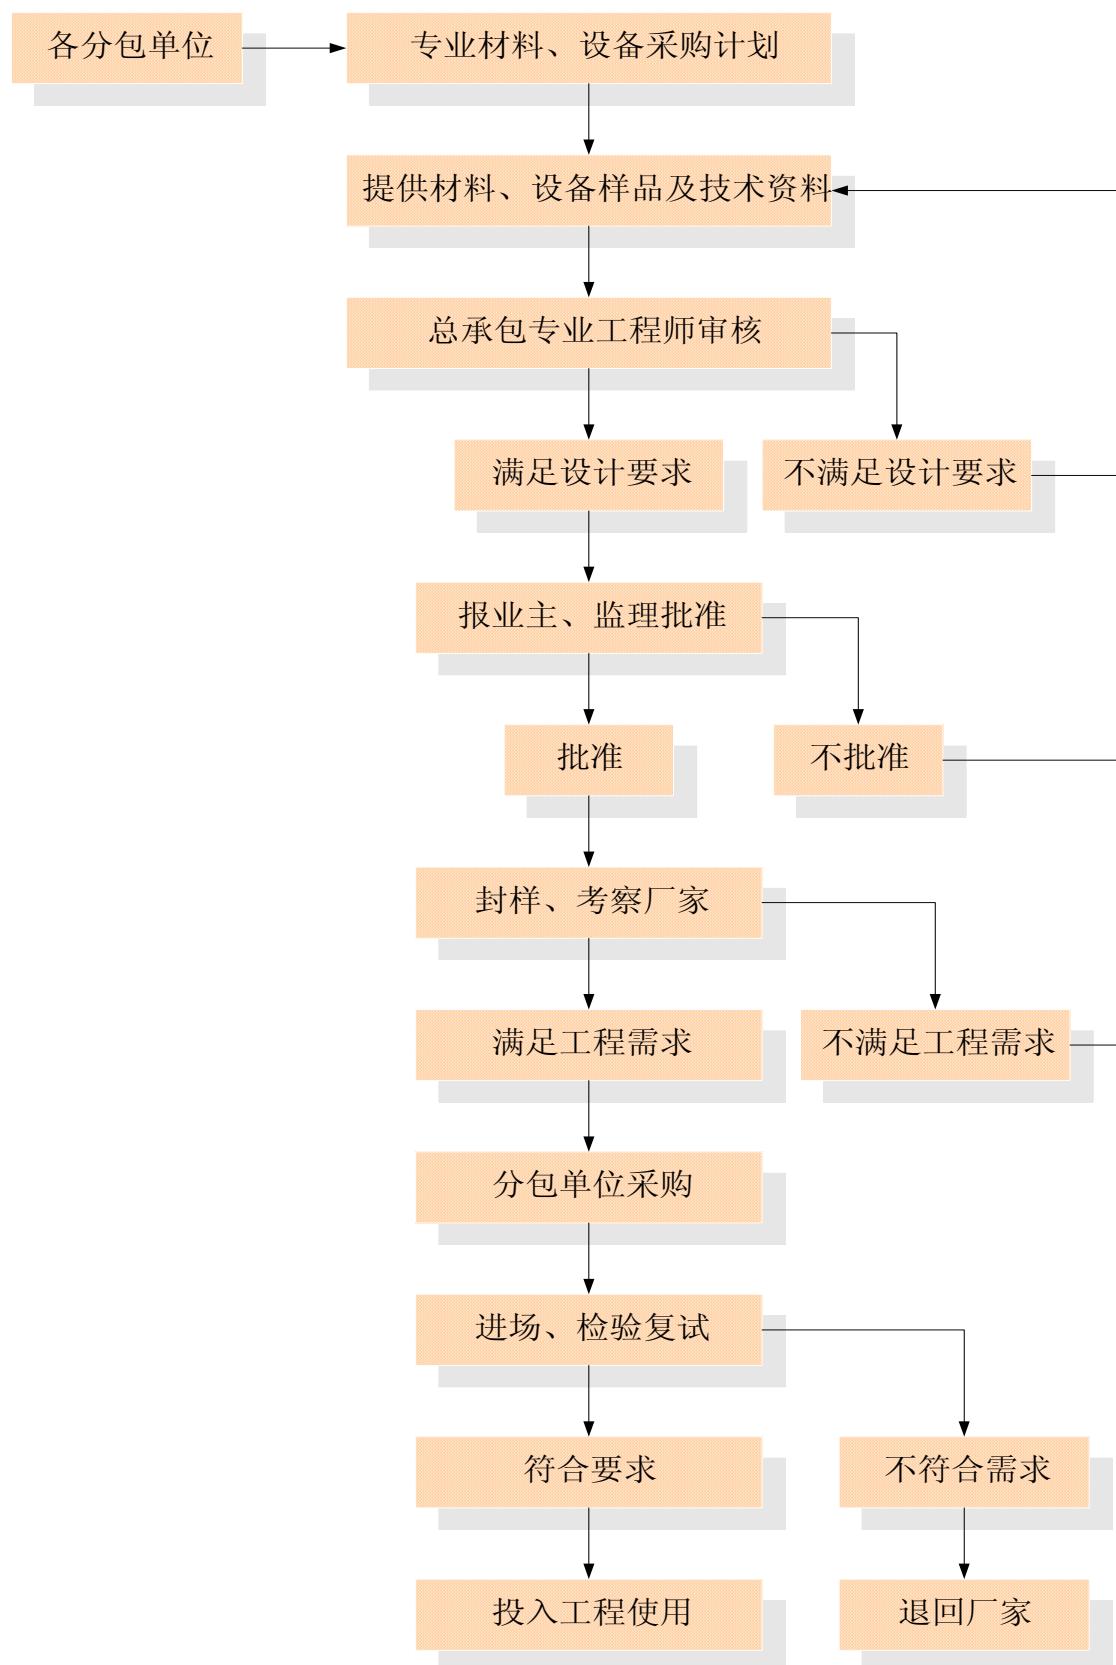 各分包单位
专业材料、设备采购计划
提供材料、设备样品及技术资料
总承包专业工程师审核
满足设计要求
不满足设计要求
报业主、监理批准
批准
不批准
封样、考察厂家
满足工程需求
不满足工程需求
分包单位采购
进场、检验复试
符合要求
不符合需求
投入工程使用
退回厂家